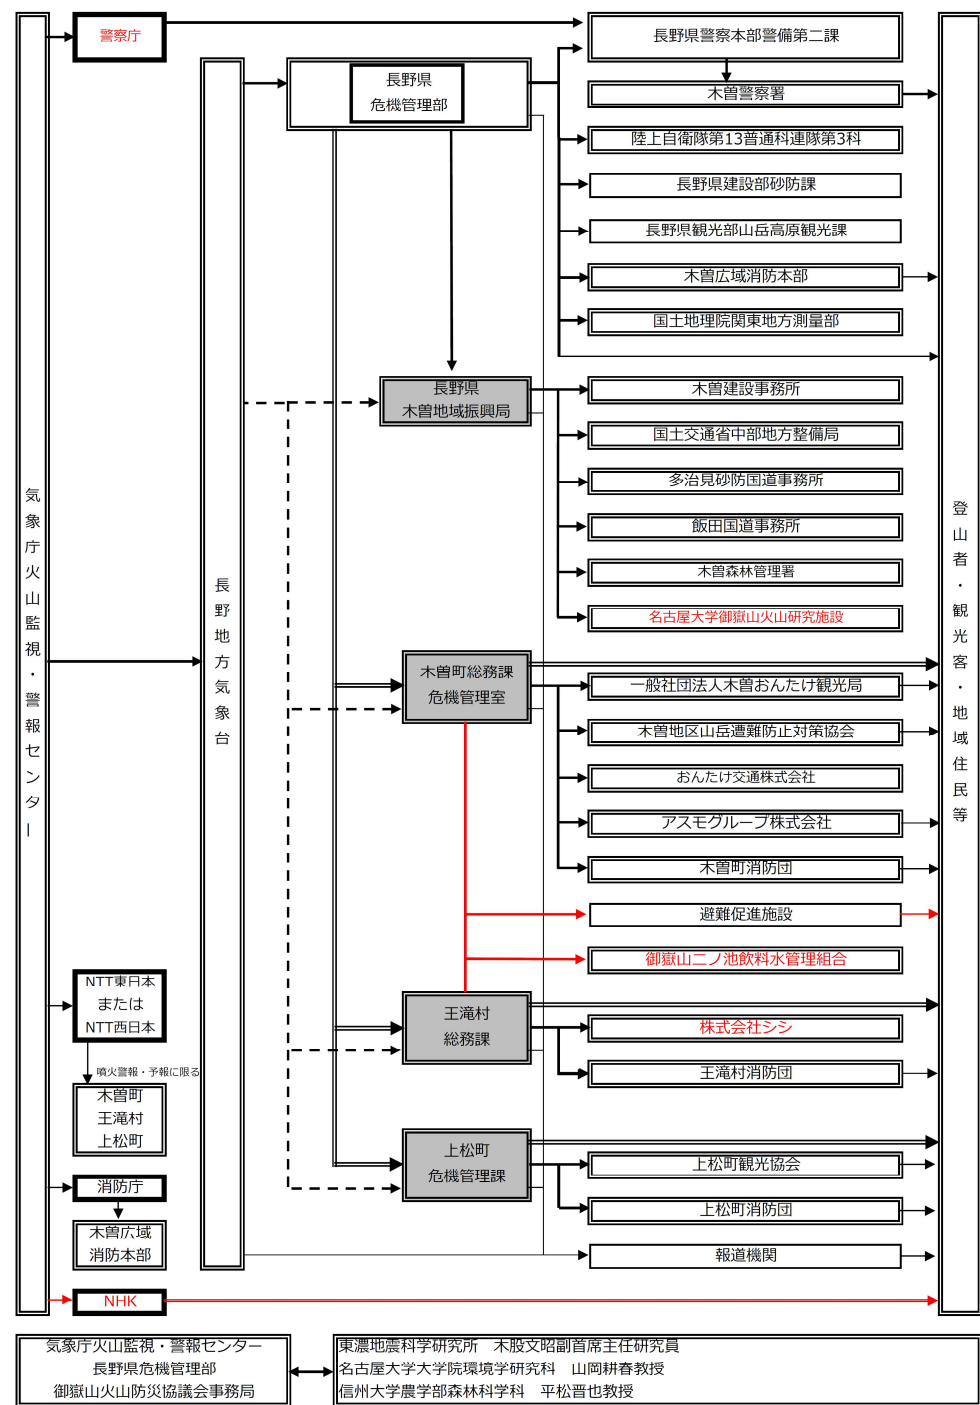 気象庁火山監視・警報センター
警察庁
NTT東日本
または
NTT西日本
噴火警報・予報に限る
木曽町
王滝村
上松町
消防庁
木曽広域
消防本部
NHK
長野地方気象台
長野県
危機管理部
長野県
木曽地域振興局
木曽町総務課
危機管理室
王滝村
総務課
上松町
危機管理課
長野県警察本部警備第二課
木曽警察署
陸上自衛隊第13普通科連隊第3科
長野県建設部砂防課
長野県観光部山岳高原観光課
木曽広域消防本部
国土地理院関東地方測量部
木曽建設事務所
国土交通省中部地方整備局
多治見砂防国道事務所
飯田国道事務所
木曽森林管理署
名古屋大学御嶽山火山研究施設
一般社団法人木曽おんたけ観光局
木曽地区山岳遭難防止対策協会
おんたけ交通株式会社
アスモグループ株式会社
木曽町消防団
避難促進施設
御嶽山二ノ池飲料水管理組合
株式会社シシ
王滝村消防団
上松町観光協会
上松町消防団
報道機関
登山者・観光客・地域住民等
気象庁火山監視・警報センター
長野県危機管理部
御嶽山火山防災協議会事務局
東濃地震科学研究所　木股文昭副首席主任研究員
名古屋大学大学院環境学研究科　山岡耕春教授
信州大学農学部森林科学科　平松晋也教授